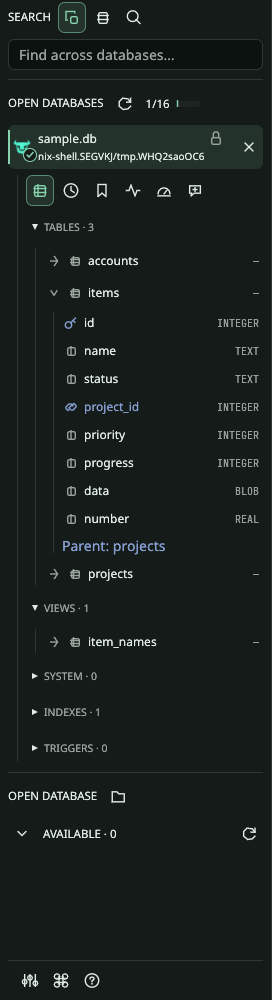 SEARCH
Find across databases...
OPEN DATABASES 1/16
sample.db
nix-shell.SEGVKJ/tmp.WHQ2saoOC6
TABLES · 3
accounts –
items –
id INTEGER
name TEXT
status TEXT
project_id INTEGER
priority INTEGER
progress INTEGER
data BLOB
number REAL
Parent: projects
projects –
VIEWS · 1
item_names –
SYSTEM · 0
INDEXES · 1
TRIGGERS · 0
OPEN DATABASE
AVAILABLE · 0